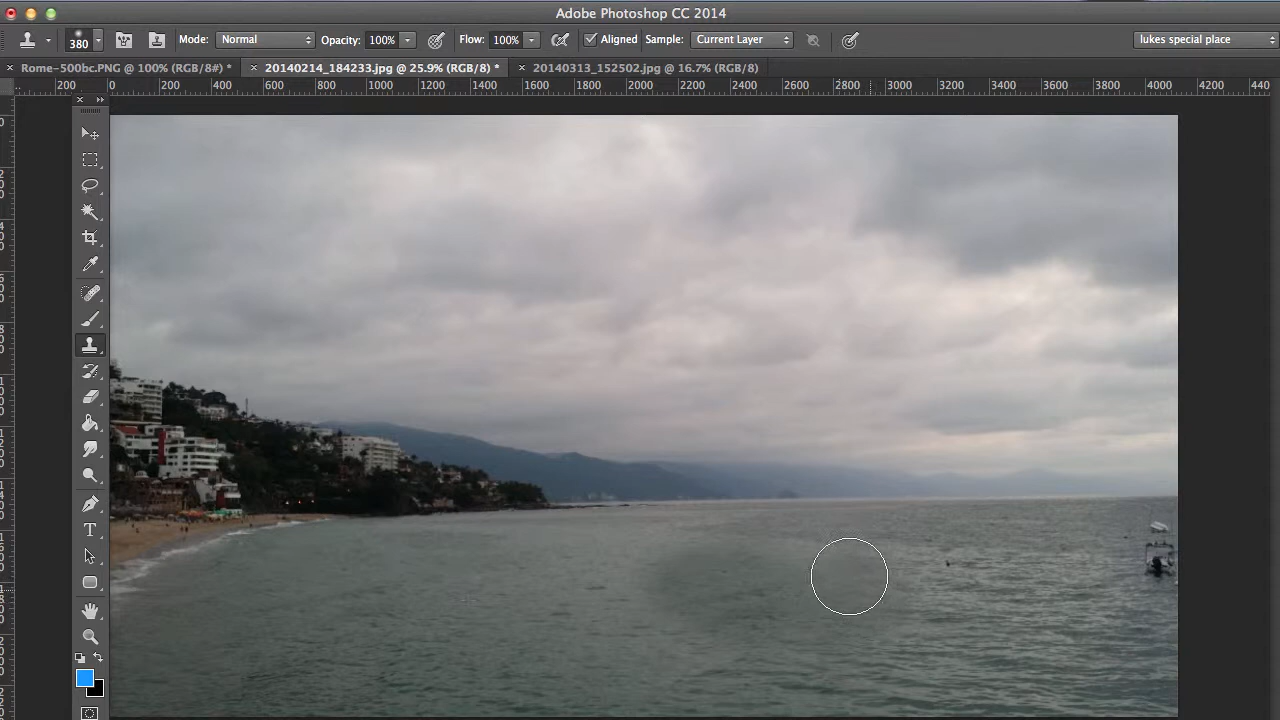 Adobe Photoshop CC 2014
380 Mode: Normal Opacity: 100% Flow: 100% Aligned Sample: Current Layer lukes special place
× Rome-500bc.PNG @ 100% (RGB/8#) * × 20140214_184233.jpg @ 25.9% (RGB/8) * × 20140313_152502.jpg @ 16.7% (RGB/8)
200 0 200 400 600 800 1000 1200 1400 1600 1800 2000 2200 2400 2600 2800 3000 3200 3400 3600 3800 4000 4200 440
T